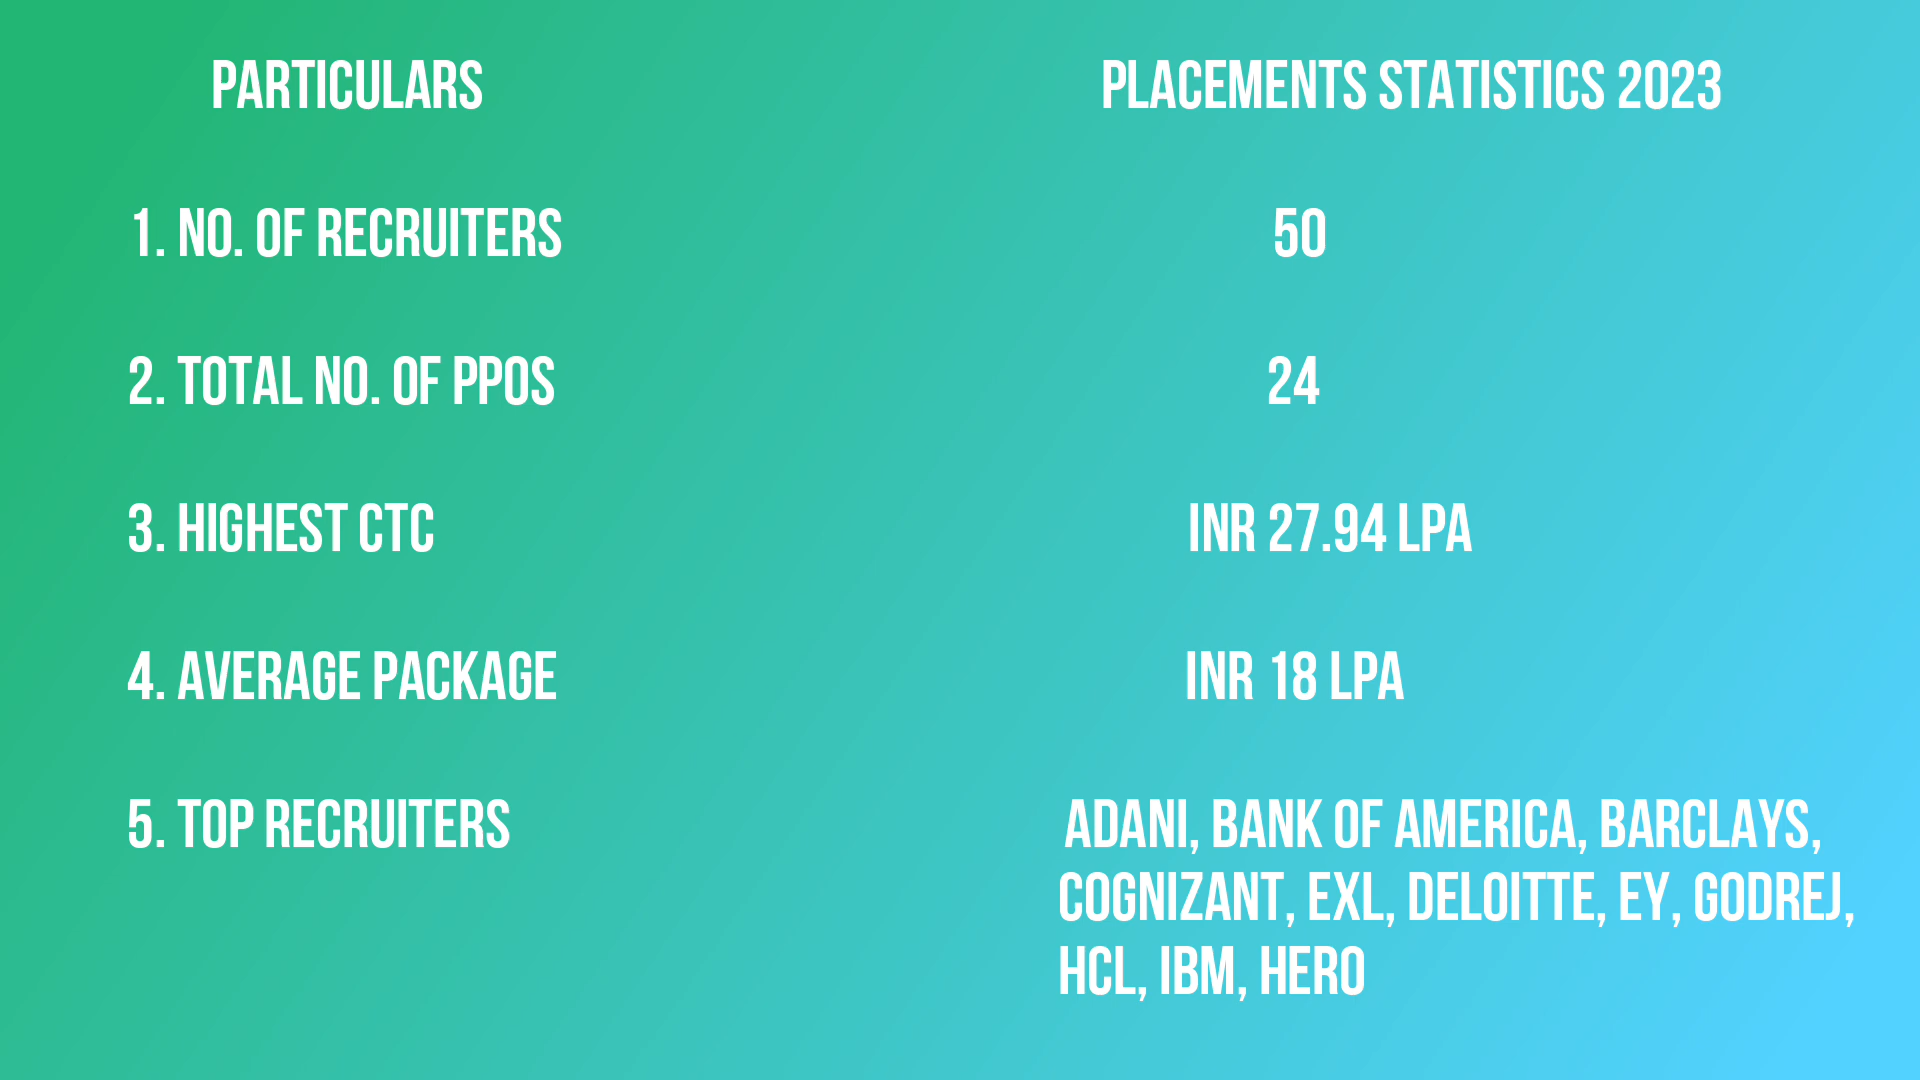 PARTICULARS PLACEMENTS STATISTICS 2023
1. NO. OF RECRUITERS 50
2. TOTAL NO. OF PPOS 24
3. HIGHEST CTC INR 27.94 LPA
4. AVERAGE PACKAGE INR 18 LPA
5. TOP RECRUITERS ADANI, BANK OF AMERICA, BARCLAYS,
COGNIZANT, EXL, DELOITTE, EY, GODREJ,
HCL, IBM, HERO